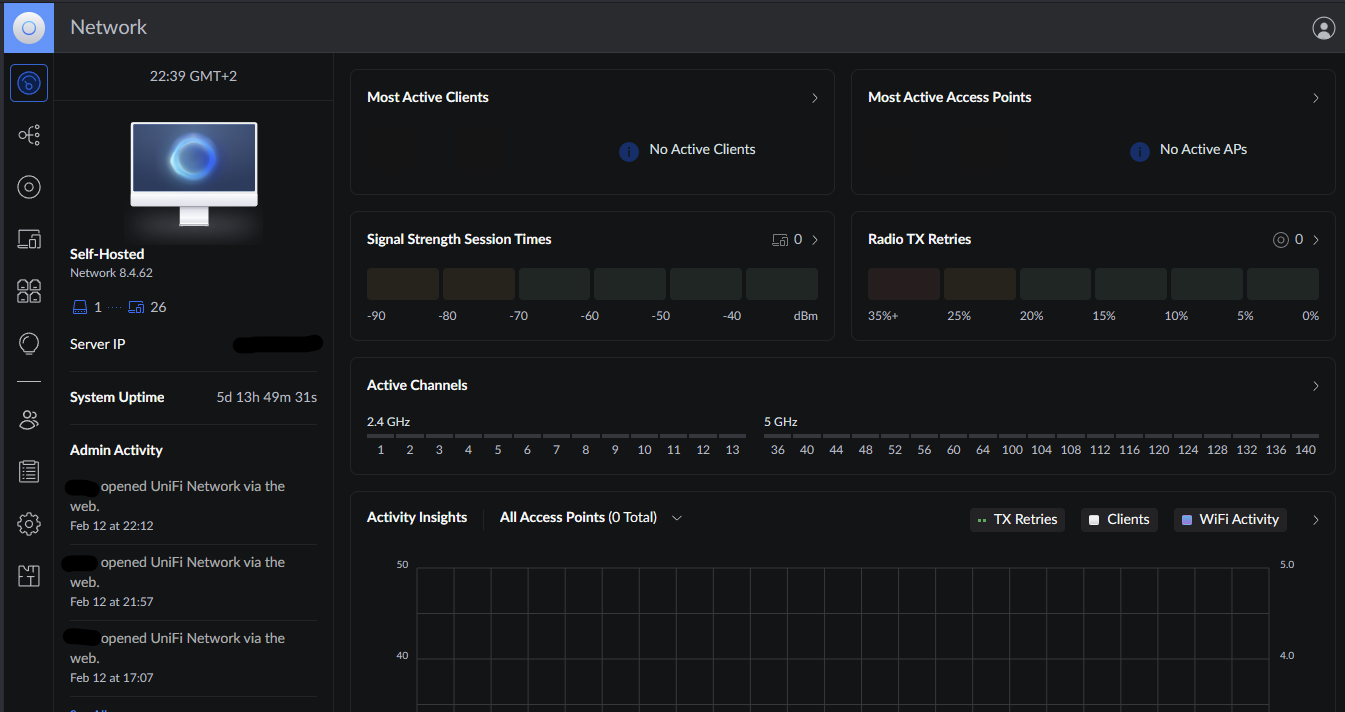 Network
22:39 GMT+2
Self-Hosted
Network 8.4.62
1 26
Server IP
System Uptime 5d 13h 49m 31s
Admin Activity
opened UniFi Network via the
web.
Feb 12 at 22:12
opened UniFi Network via the
web.
Feb 12 at 21:57
opened UniFi Network via the
web.
Feb 12 at 17:07
Most Active Clients
No Active Clients
Most Active Access Points
No Active APs
Signal Strength Session Times 0
-90 -80 -70 -60 -50 -40 dBm
Radio TX Retries 0
35%+ 25% 20% 15% 10% 5% 0%
Active Channels
2.4 GHz
1 2 3 4 5 6 7 8 9 10 11 12 13
5 GHz
36 40 44 48 52 56 60 64 100 104 108 112 116 120 124 128 132 136 140
Activity Insights All Access Points (0 Total) TX Retries Clients WiFi Activity
50 5.0
40 4.0